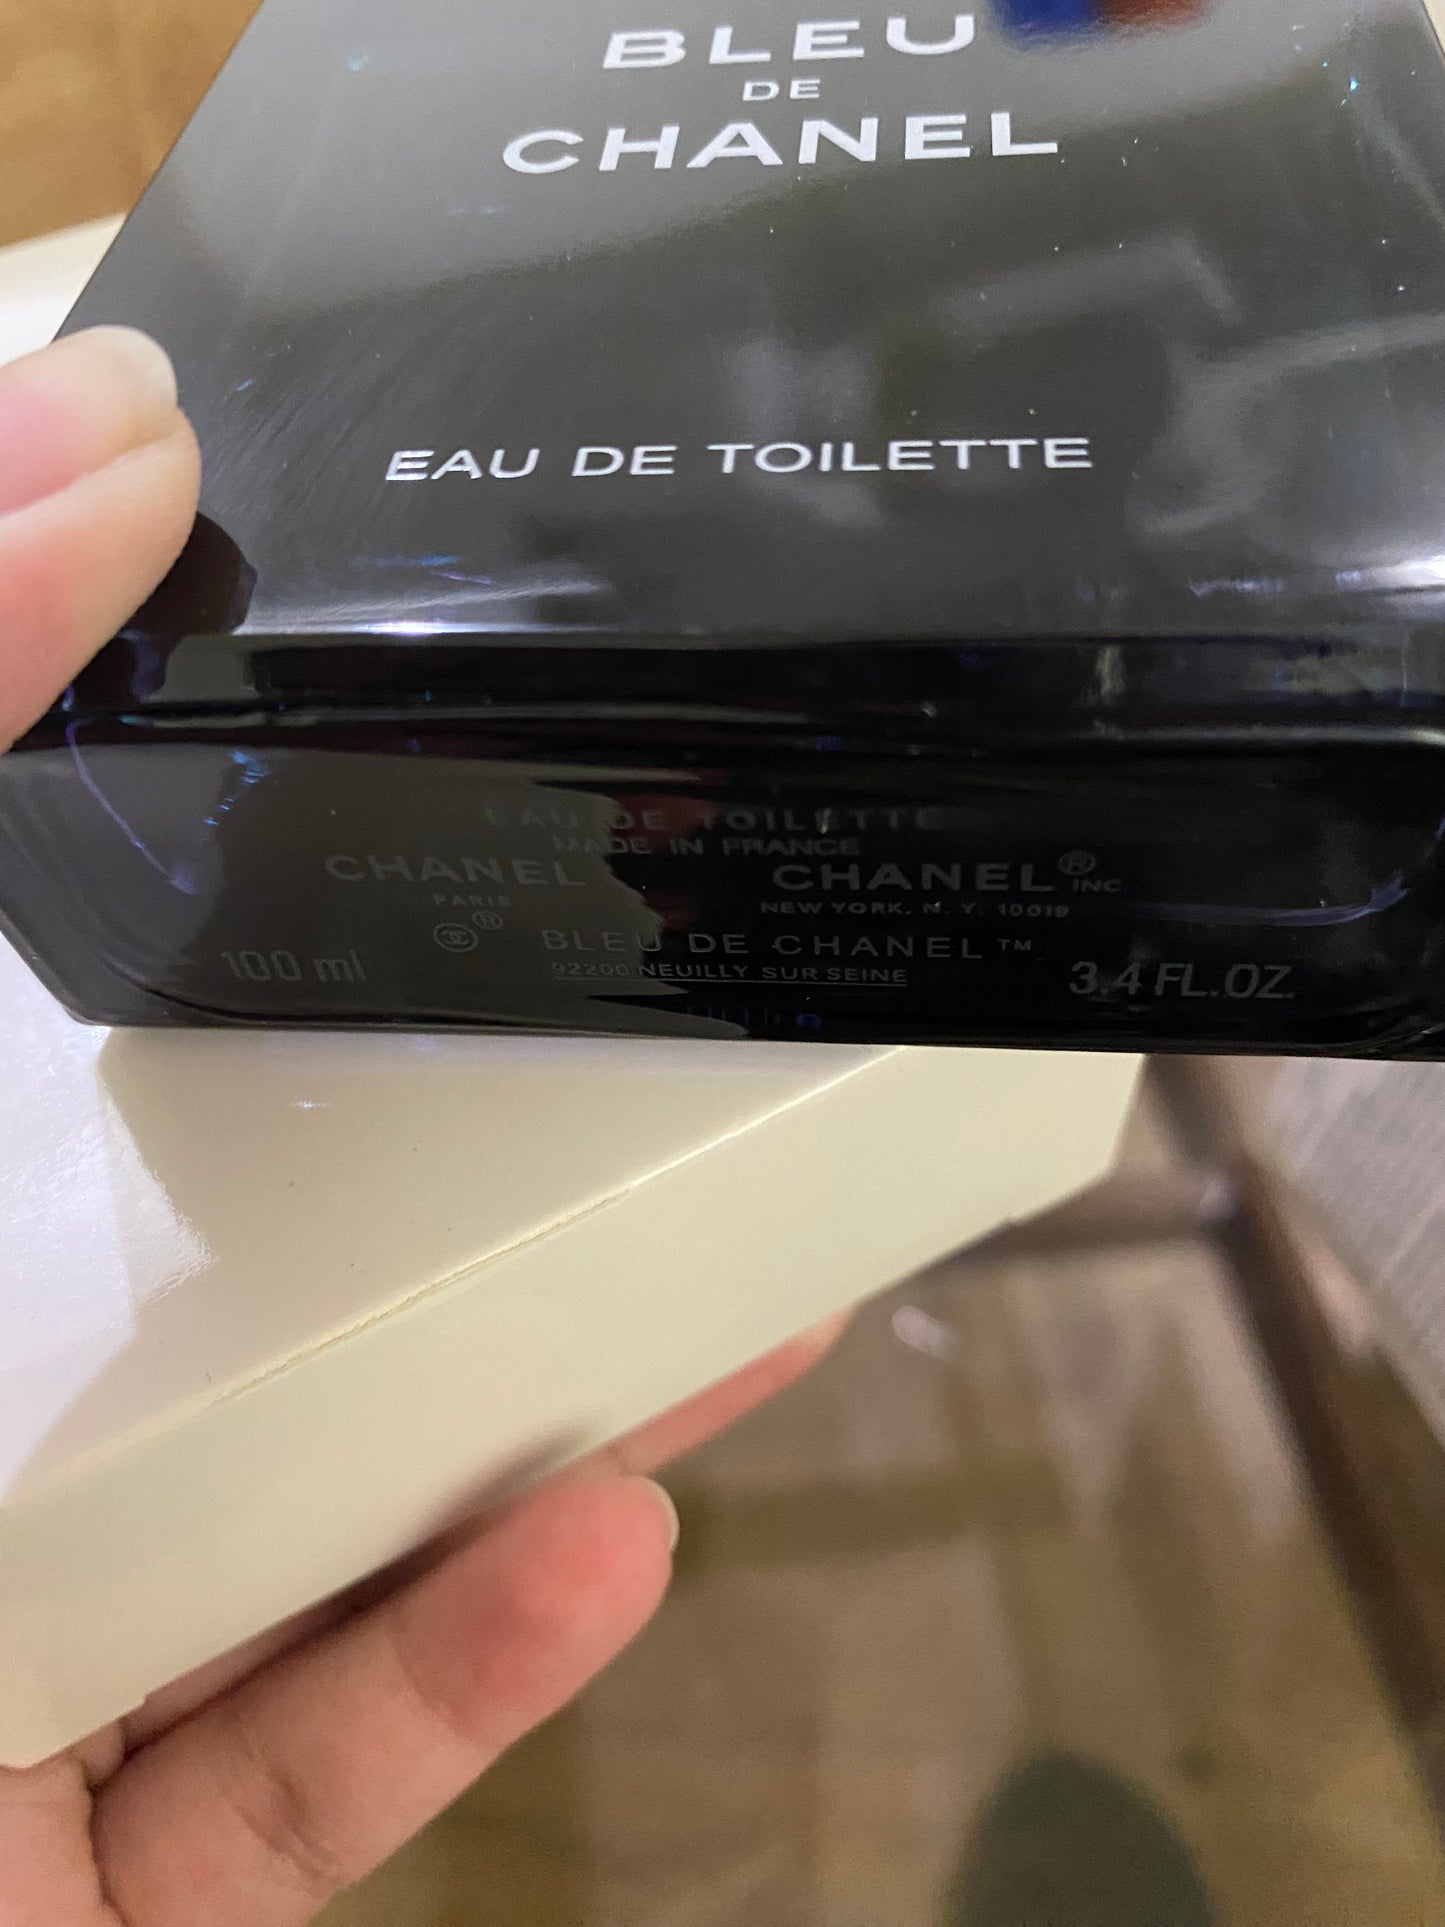 BLEU
DE
CHANEL
EAU DE TOILETTE
EAU DE TOILETTE
MADE IN FRANCE
CHANEL
PARIS
®
CHANEL® INC.
NEW YORK, N. Y. 10019
BLEU DE CHANEL™
92200 NEUILLY SUR SEINE
100 ml
3.4 FL.OZ.